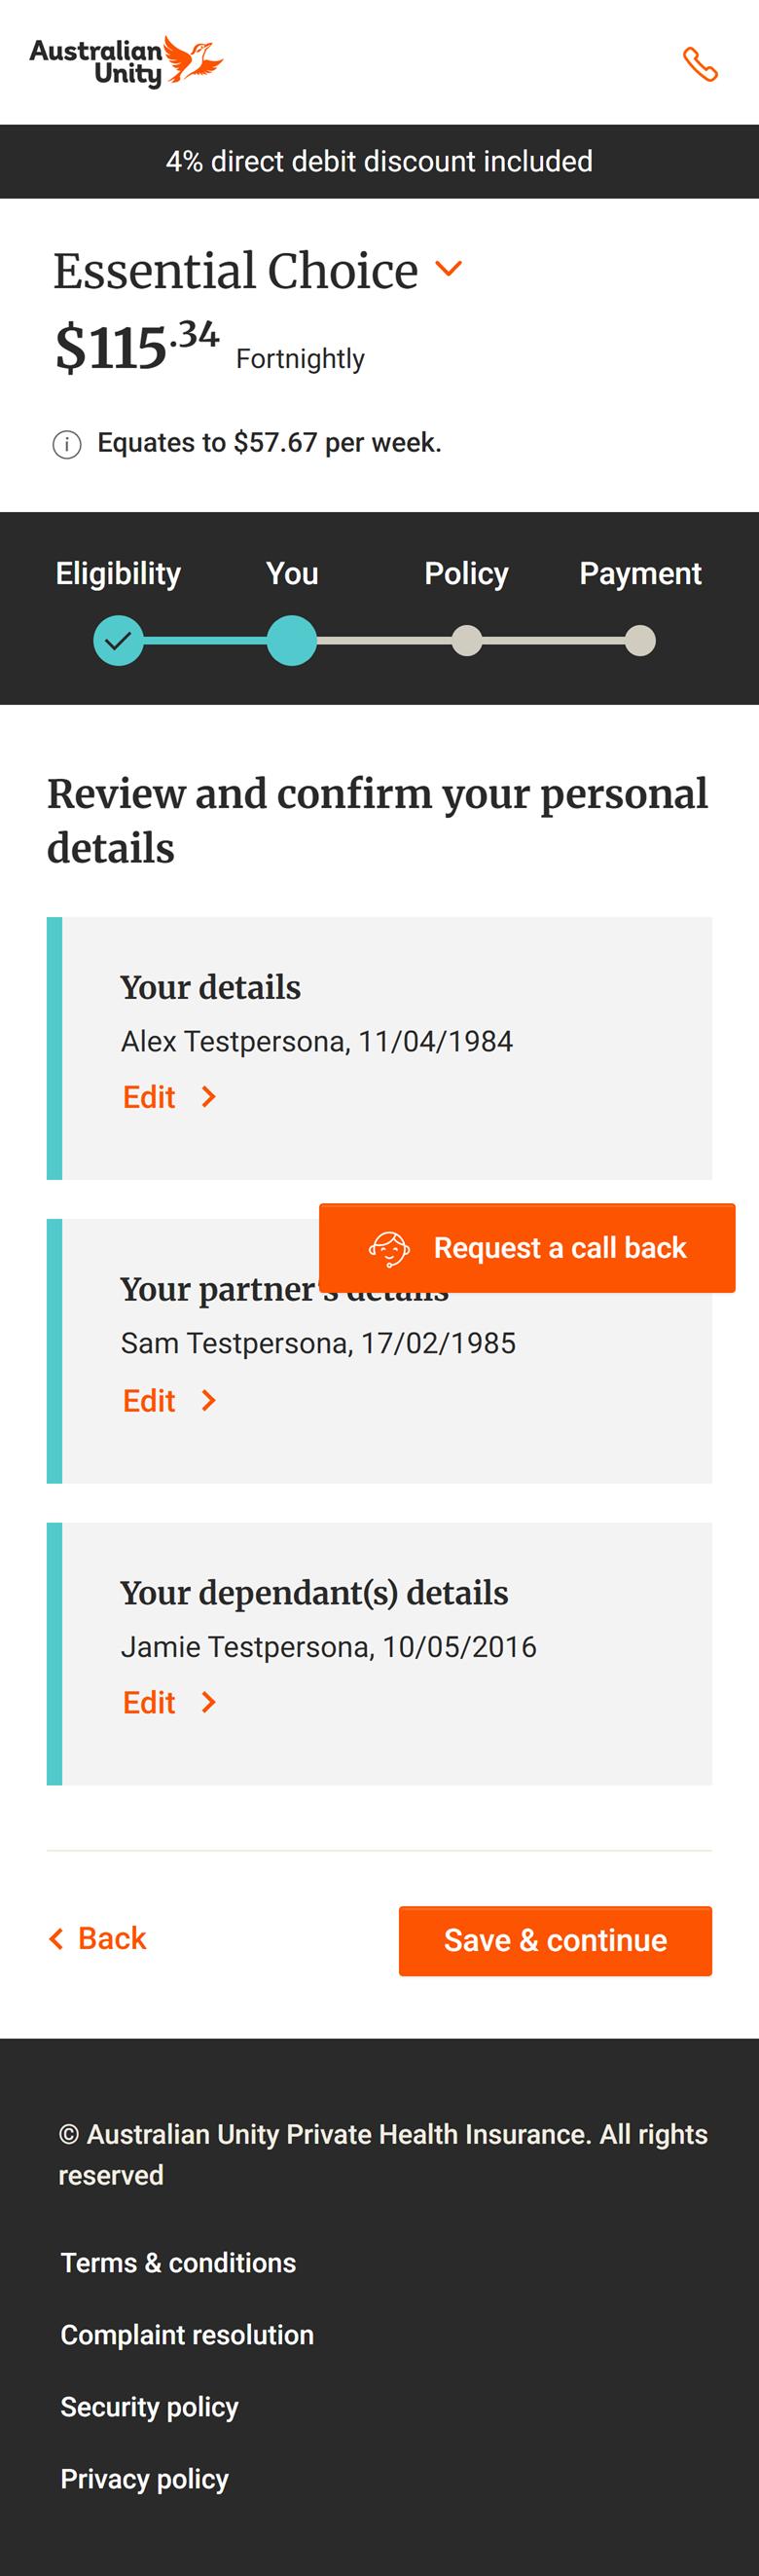 Australian
Unity
4% direct debit discount included
Essential Choice
$115.34 Fortnightly
Equates to $57.67 per week.
Eligibility You Policy Payment
Review and confirm your personal
details
Your details
Alex Testpersona, 11/04/1984
Edit
Request a call back
Your partner's details
Sam Testpersona, 17/02/1985
Edit
Your dependant(s) details
Jamie Testpersona, 10/05/2016
Edit
Back Save & continue
© Australian Unity Private Health Insurance. All rights
reserved
Terms & conditions
Complaint resolution
Security policy
Privacy policy